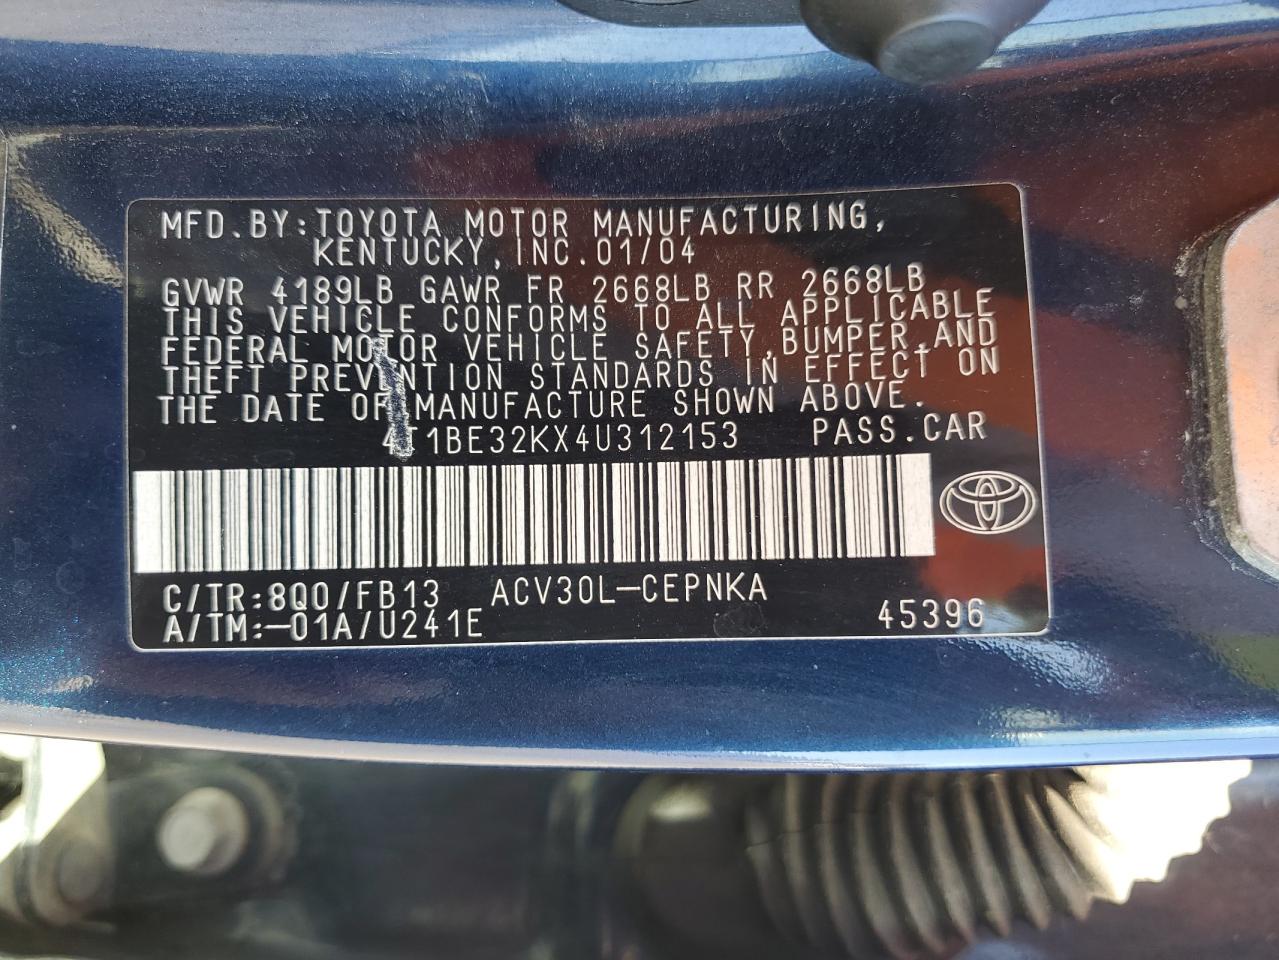 MFD.BY:TOYOTA MOTOR MANUFACTURING,
KENTUCKY,INC.01/04
GVWR 4189LB GAWR FR 2668LB RR 2668LB
THIS VEHICLE CONFORMS TO ALL APPLICABLE
FEDERAL MOTOR VEHICLE SAFETY,BUMPER,AND
THEFT PREVENTION STANDARDS IN EFFECT ON
THE DATE OF MANUFACTURE SHOWN ABOVE.
4T1BE32KX4U312153 PASS.CAR
C/TR:8Q0/FB13 ACV30L-CEPNKA
A/TM:-01A/U241E 45396